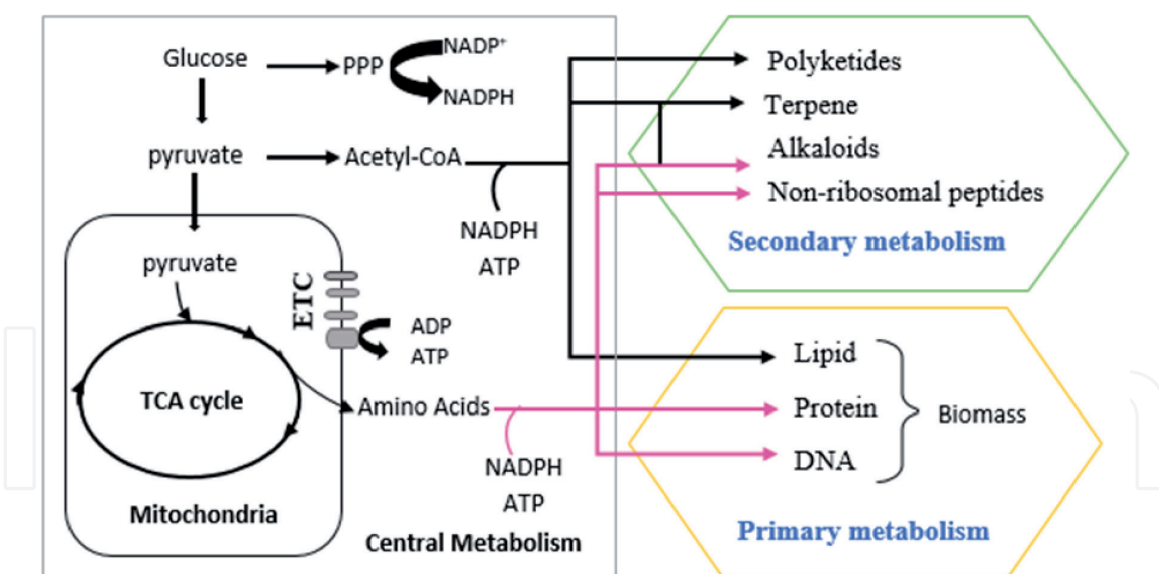 Glucose
PPP
NADP+
NADPH
pyruvate
Acetyl-CoA
NADPH
ATP
pyruvate
ETC
ADP
ATP
TCA cycle
Amino Acids
NADPH
ATP
Mitochondria
Central Metabolism
Polyketides
Terpene
Alkaloids
Non-ribosomal peptides
Secondary metabolism
Lipid
Protein
DNA
Biomass
Primary metabolism